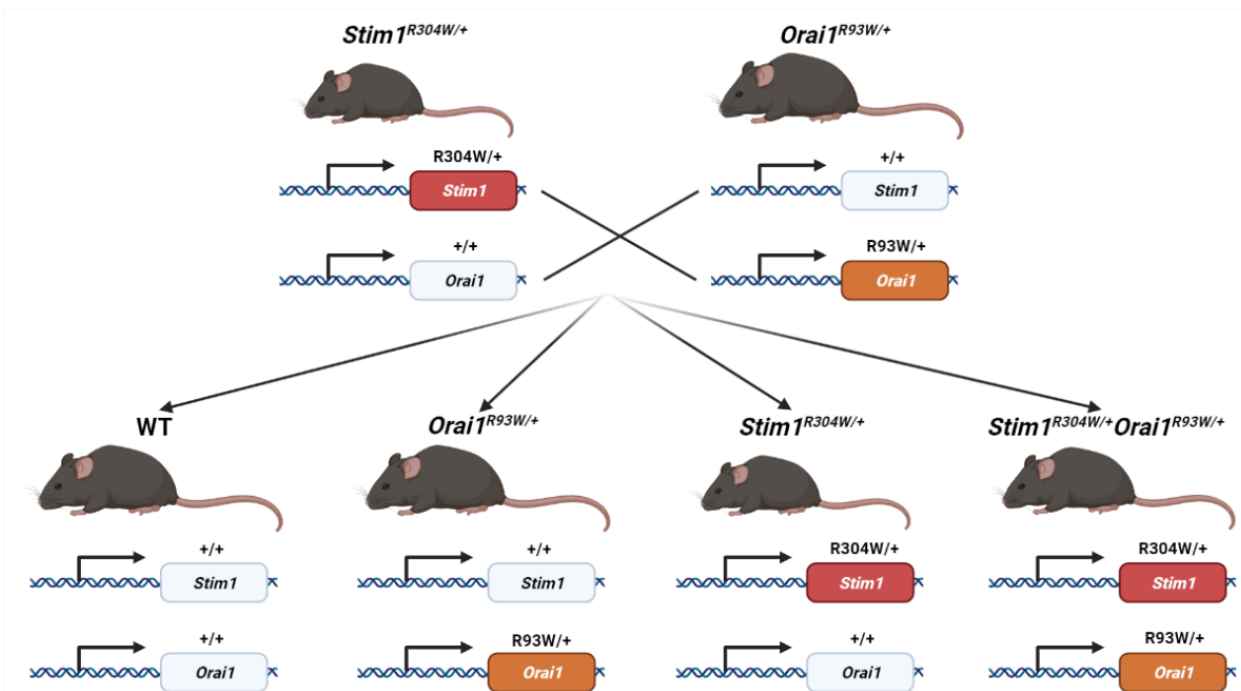 Stim1R304W/+ Orai1R93W/+
R304W/+ +/+
Stim1 Stim1
+/+ R93W/+
Orai1 Orai1
WT Orai1R93W/+ Stim1R304W/+ Stim1R304W/+Orai1R93W/+
+/+ +/+ R304W/+ R304W/+
Stim1 Stim1 Stim1 Stim1
+/+ R93W/+ +/+ R93W/+
Orai1 Orai1 Orai1 Orai1